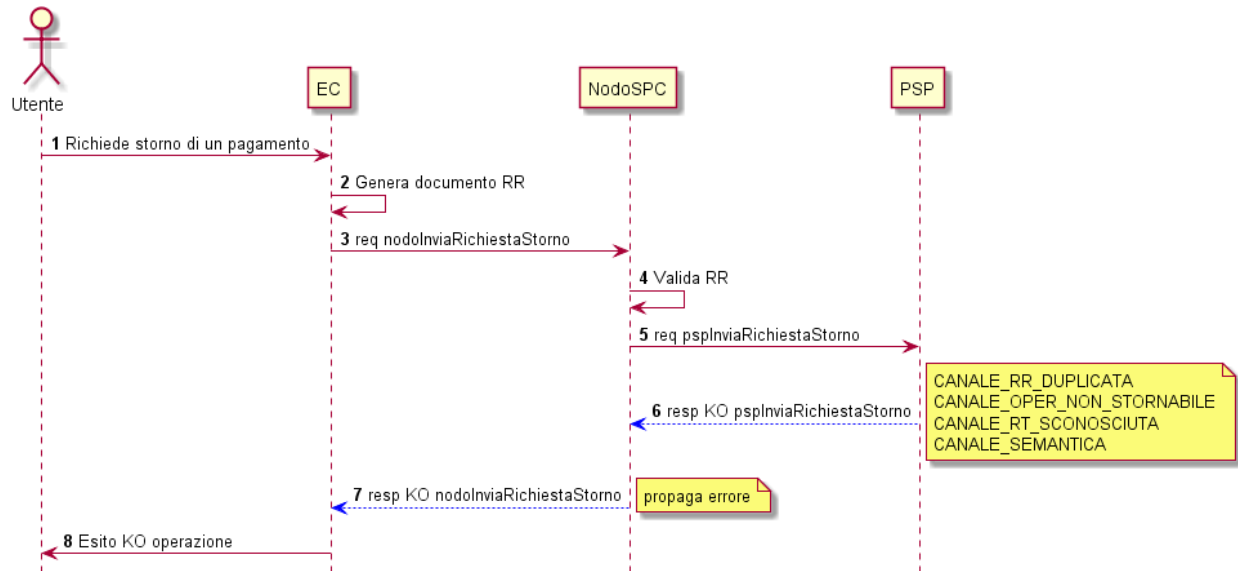 Utente
EC
NodoSPC
PSP
1 Richiede storno di un pagamento
2 Genera documento RR
3 req nodoInviaRichiestaStorno
4 Valida RR
5 req pspInviaRichiestaStorno
CANALE_RR_DUPLICATA
CANALE_OPER_NON_STORNABILE
CANALE_RT_SCONOSCIUTA
CANALE_SEMANTICA
6 resp KO pspInviaRichiestaStorno
7 resp KO nodoInviaRichiestaStorno
propaga errore
8 Esito KO operazione